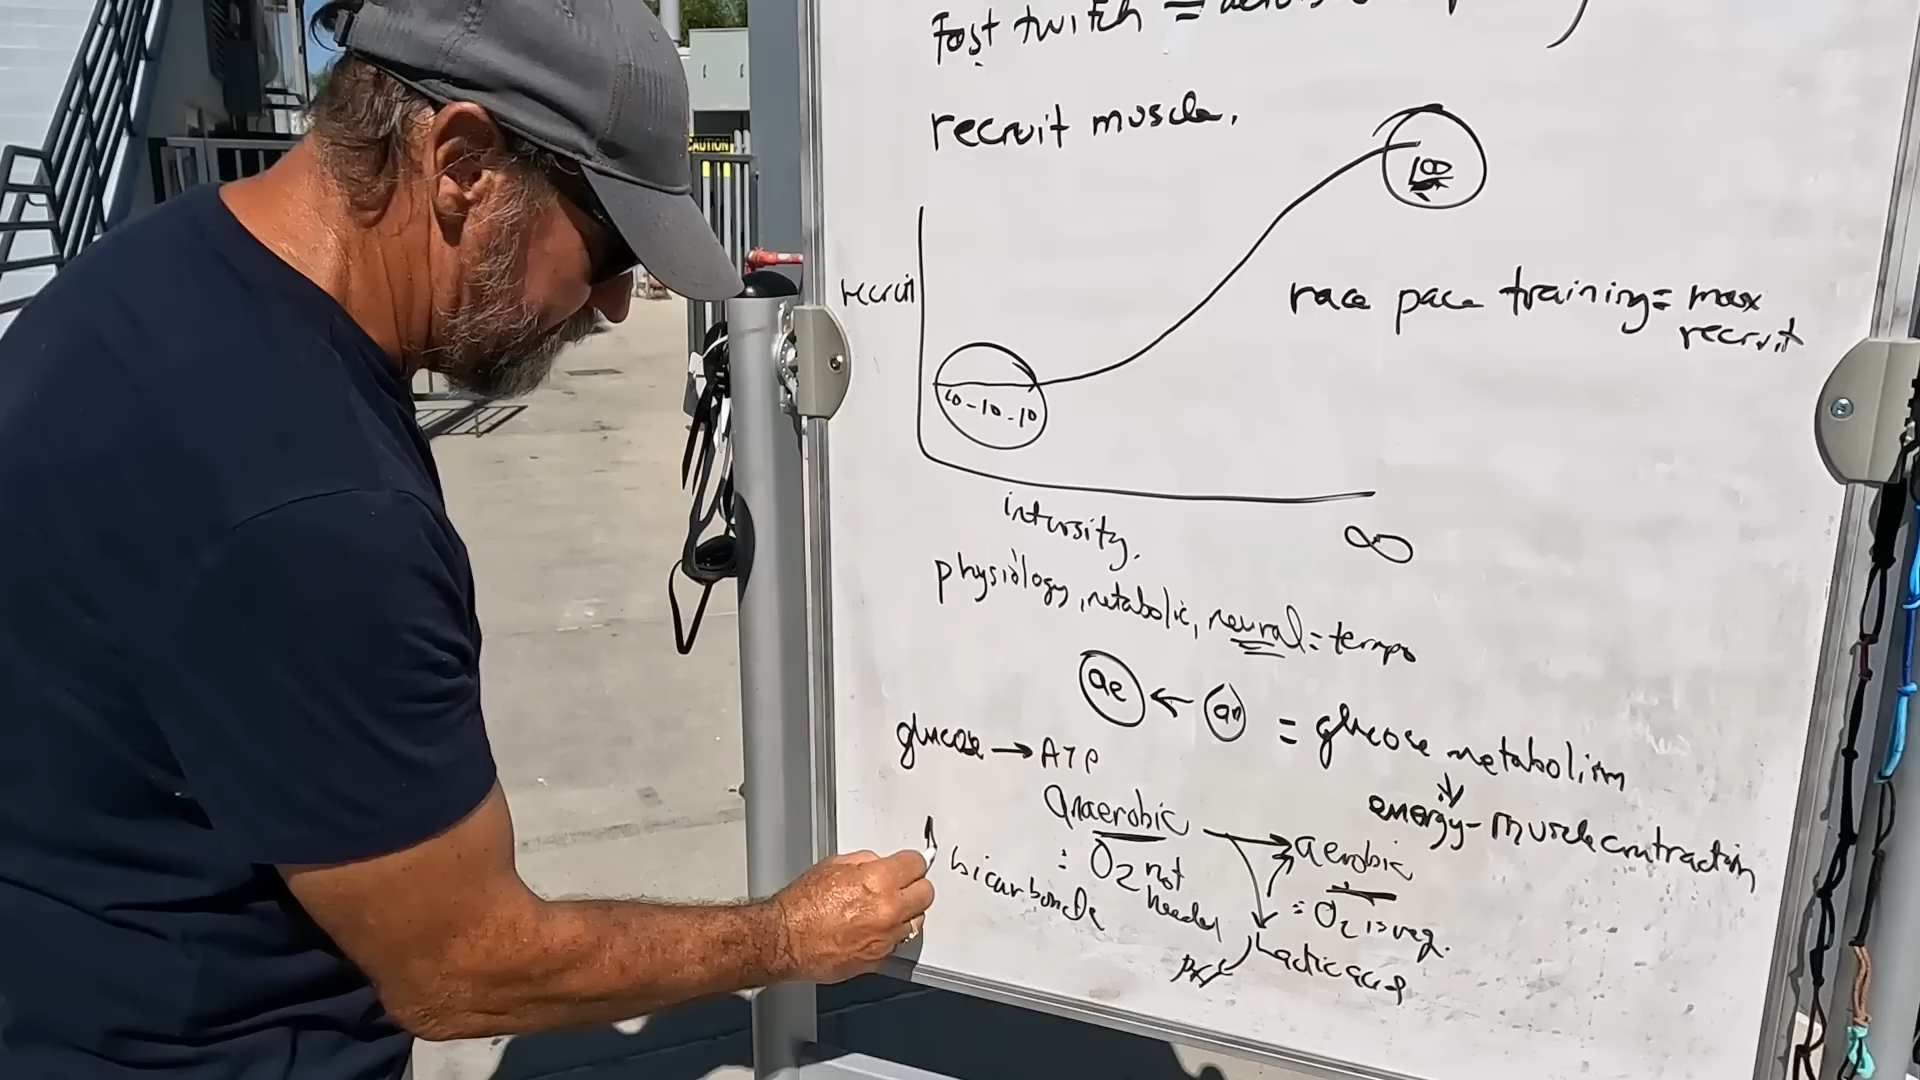 CAUTION
Fast twitch =
recruit muscle.
100
recruit
race pace training = max
recruit
10-10-10
intensity.
∞
physiology, metabolic, neural = tempo
ae ← an = glucose metabolism
glucose → ATP
energy - muscle contraction
anaerobic → aerobic
= O2 not
needed
= O2 is req.
bicarbonate
Lactic acid